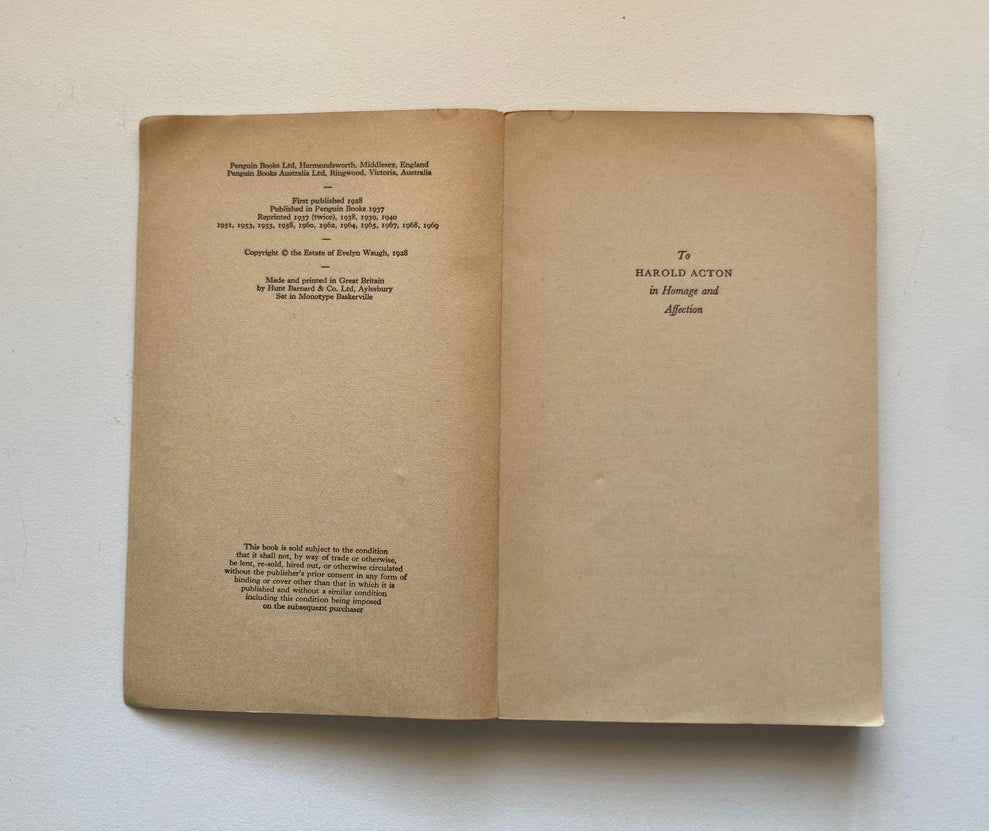 Penguin Books Ltd, Harmondsworth, Middlesex, England
Penguin Books Australia Ltd, Ringwood, Victoria, Australia
First published 1928
Published in Penguin Books 1937
Reprinted 1937 (twice), 1938, 1939, 1940
1951, 1953, 1955, 1958, 1960, 1962, 1964, 1965, 1967, 1968, 1969
Copyright © the Estate of Evelyn Waugh, 1928
Made and printed in Great Britain
by Hunt Barnard & Co. Ltd, Aylesbury
Set in Monotype Baskerville
This book is sold subject to the condition
that it shall not, by way of trade or otherwise,
be lent, re-sold, hired out, or otherwise circulated
without the publisher's prior consent in any form of
binding or cover other than that in which it is
published and without a similar condition
including this condition being imposed
on the subsequent purchaser
To
HAROLD ACTON
in Homage and
Affection